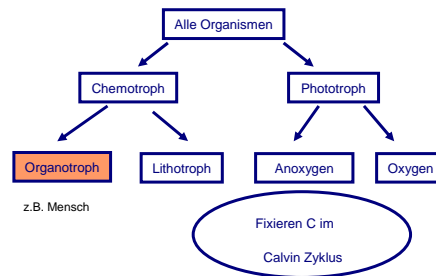 Alle Organismen
Chemotroph
Phototroph
Organotroph
Lithotroph
Anoxygen
Oxygen
z.B. Mensch
Fixieren C im
Calvin Zyklus